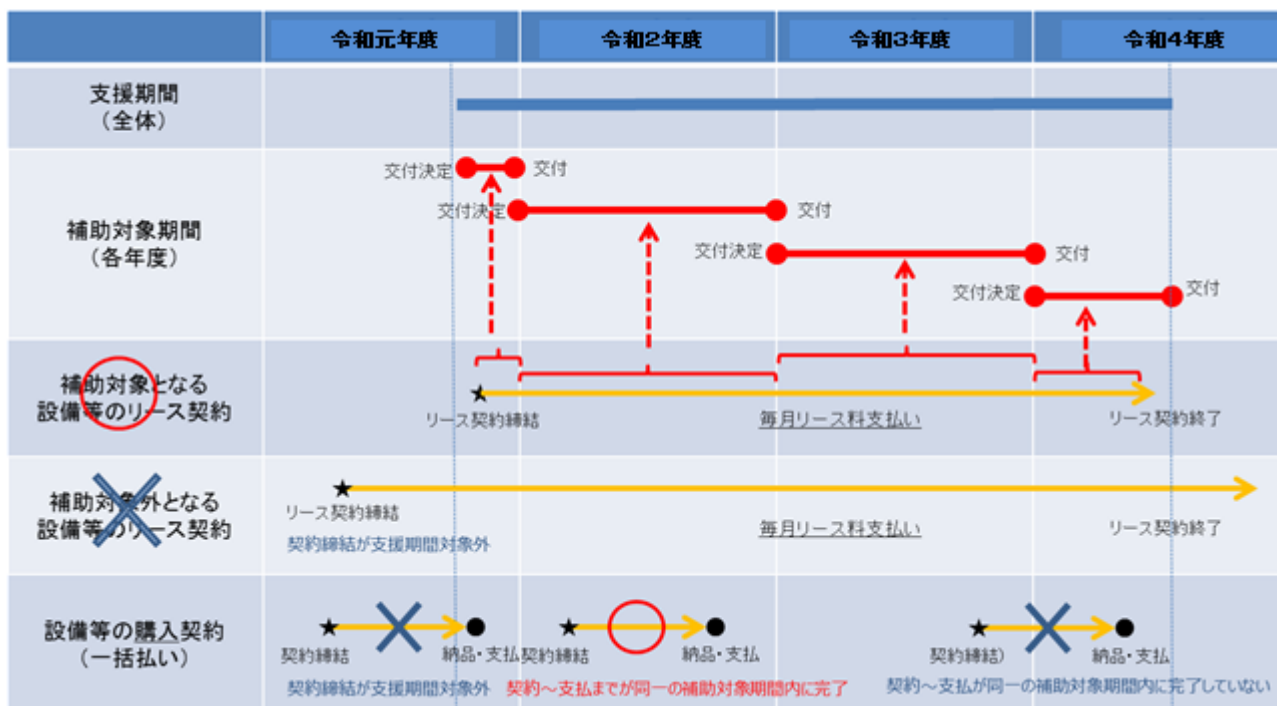 令和元年度
令和2年度
令和3年度
令和4年度
支援期間
(全体)
補助対象期間
(各年度)
交付決定
交付
交付決定
交付
交付決定
交付
交付決定
交付
補助対象となる
設備等のリース契約
リース契約締結
毎月リース料支払い
リース契約終了
補助対象外となる
設備等のリース契約
リース契約締結
契約締結が支援期間対象外
毎月リース料支払い
リース契約終了
設備等の購入契約
(一括払い)
契約締結
納品・支払
契約締結が支援期間対象外
契約締結
納品・支払
契約～支払までが同一の補助対象期間内に完了
契約締結)
納品・支払
契約～支払が同一の補助対象期間内に完了していない